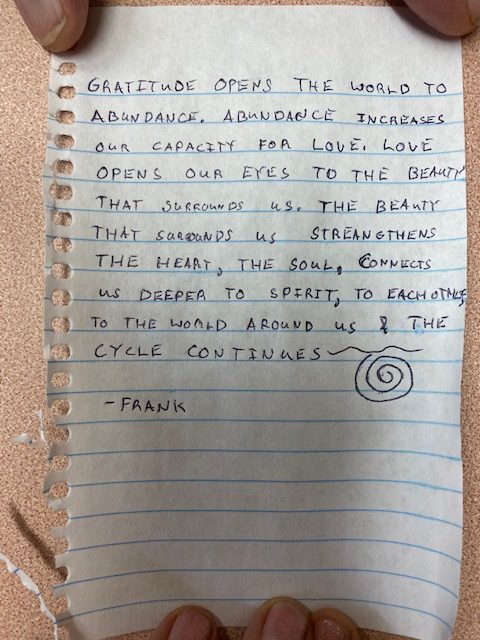 GRATITUDE OPENS THE WORLD TO
ABUNDANCE. ABUNDANCE INCREASES
OUR CAPACITY FOR LOVE. LOVE
OPENS OUR EYES TO THE BEAUTY
THAT SURROUNDS US. THE BEAUTY
THAT SUROUNDS US STREANGTHENS
THE HEART, THE SOUL, CONNECTS
US DEEPER TO SPIRIT, TO EACH OTHER,
TO THE WORLD AROUND US & THE
CYCLE CONTINUES
-FRANK